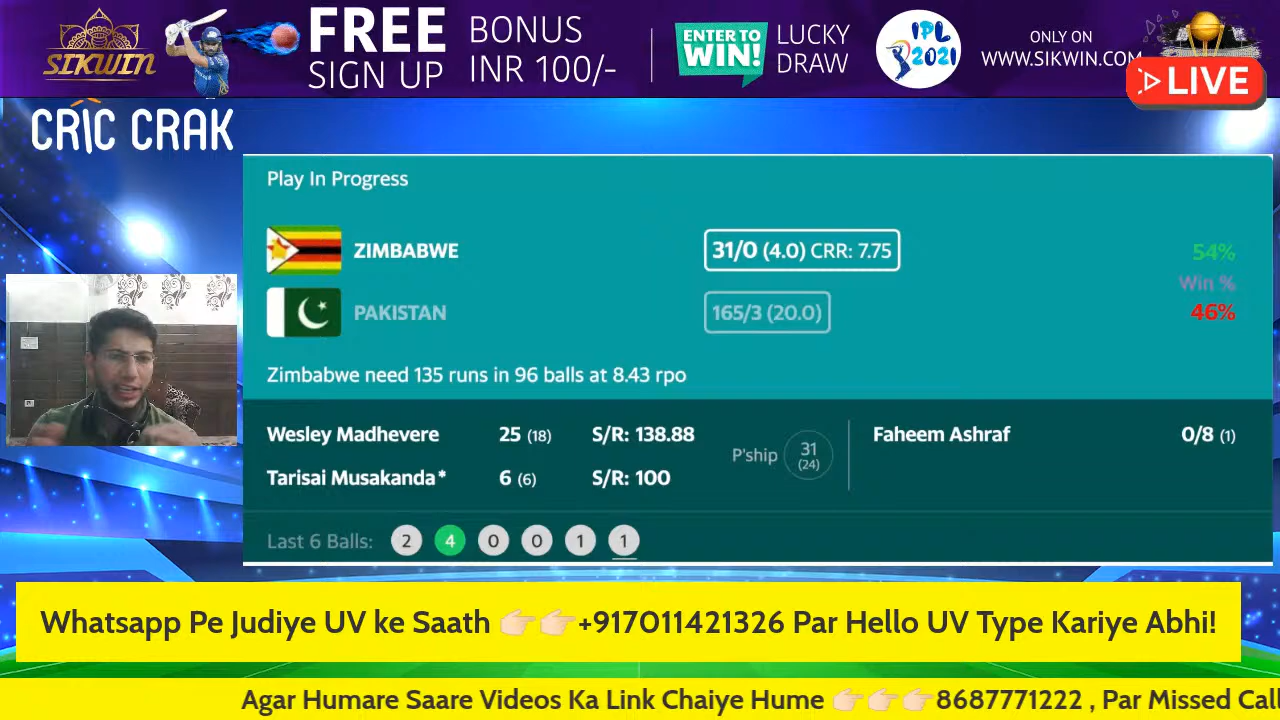 SIKWIN
FREE
SIGN UP
BONUS
INR 100/-
ENTER TO
WIN!
LUCKY
DRAW
IPL
2021
ONLY ON
WWW.SIKWIN.COM
LIVE
CRIC CRAK
Play In Progress
ZIMBABWE 31/0 (4.0) CRR: 7.75 54%
Win %
PAKISTAN 165/3 (20.0) 46%
Zimbabwe need 135 runs in 96 balls at 8.43 rpo
Wesley Madhevere 25 (18) S/R: 138.88
Tarisai Musakanda* 6 (6) S/R: 100
P'ship 31 (24)
Faheem Ashraf 0/8 (1)
Last 6 Balls: 2 4 0 0 1 1
Whatsapp Pe Judiye UV ke Saath 👉🏻👉🏻+917011421326 Par Hello UV Type Kariye Abhi!
Agar Humare Saare Videos Ka Link Chaiye Hume 👉🏻👉🏻👉🏻8687771222 , Par Missed Call